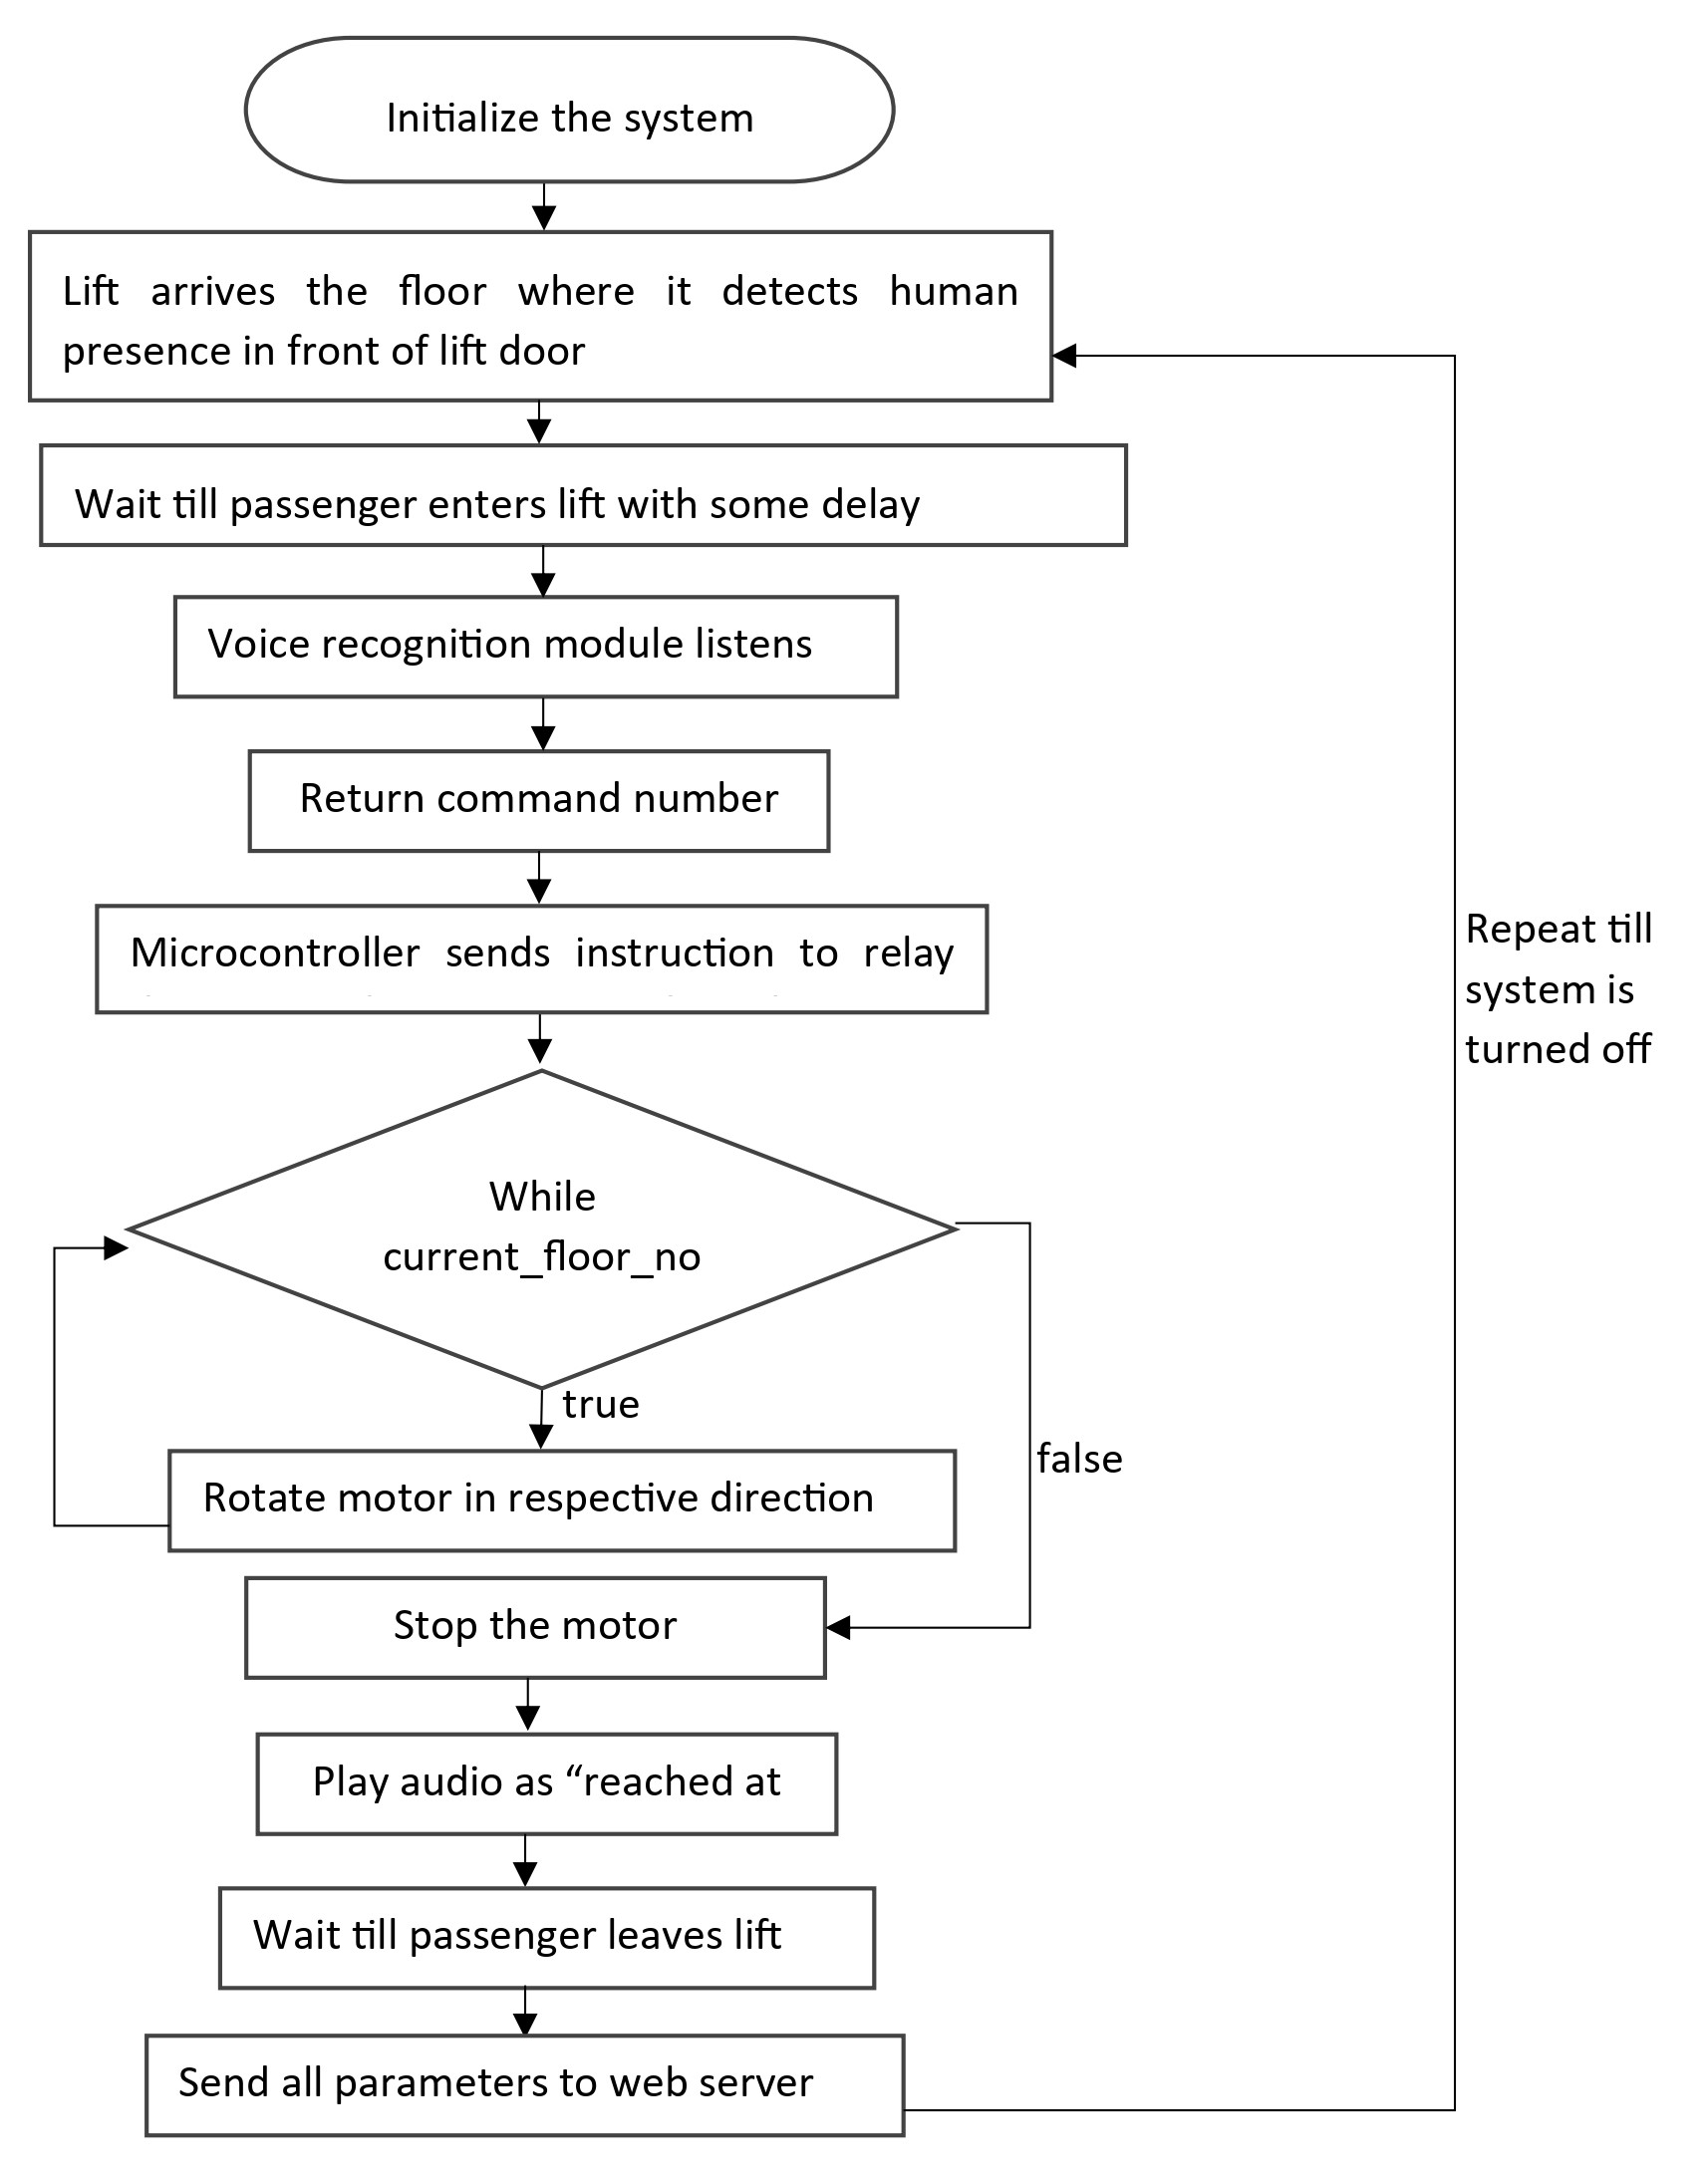 Initialize the system
Lift arrives the floor where it detects human
presence in front of lift door
Wait till passenger enters lift with some delay
Voice recognition module listens
Return command number
Microcontroller sends instruction to relay
Repeat till
system is
turned off
While
current_floor_no
true
false
Rotate motor in respective direction
Stop the motor
Play audio as “reached at
Wait till passenger leaves lift
Send all parameters to web server